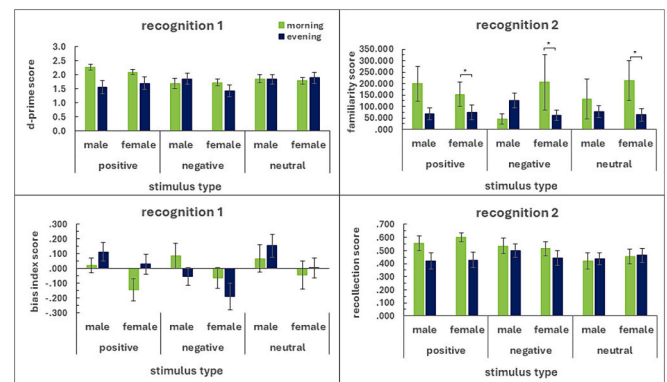 recognition 1
morning
evening
d-prime score
3.0
2.5
2.0
1.5
1.0
0.5
0.0
male female male female male female
positive negative neutral
stimulus type
recognition 2
familiarity score
350.000
300.000
250.000
200.000
150.000
100.000
50.000
.000
* * *
male female male female male female
positive negative neutral
stimulus type
recognition 1
bias index score
.300
.200
.100
.000
-.100
-.200
-.300
male female male female male female
positive negative neutral
stimulus type
recognition 2
recollection score
.700
.600
.500
.400
.300
.200
.100
.000
male female male female male female
positive negative neutral
stimulus type